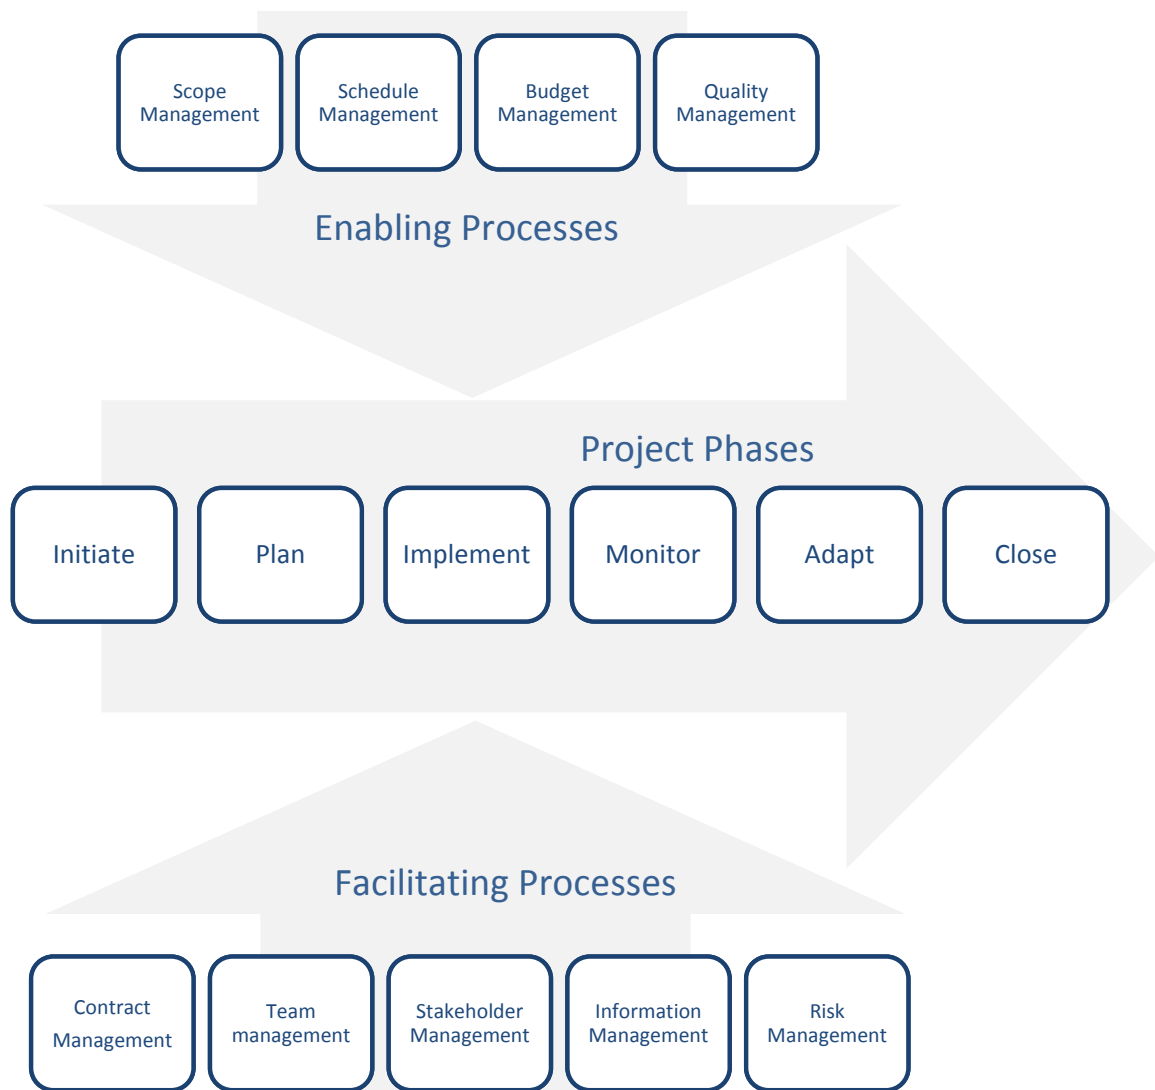 Scope
Management
Schedule
Management
Budget
Management
Quality
Management
Enabling Processes
Project Phases
Initiate
Plan
Implement
Monitor
Adapt
Close
Facilitating Processes
Contract
Management
Team
management
Stakeholder
Management
Information
Management
Risk
Management